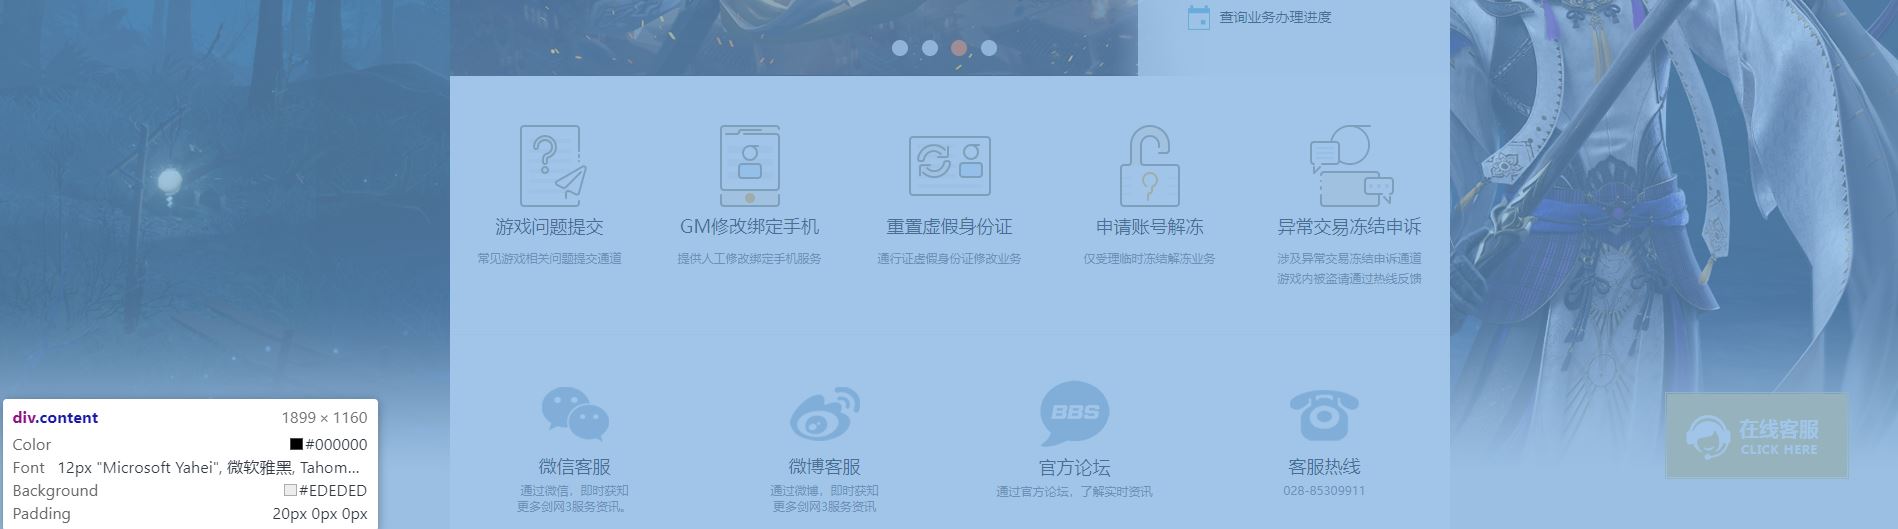 查询业务办理进度
游戏问题提交
GM修改绑定手机
重置虚假身份证
申请账号解冻
异常交易冻结申诉
常见游戏相关问题提交通道
提供人工修改绑定手机服务
通行证虚假身份证修改业务
仅受理临时冻结解冻业务
涉及异常交易冻结申诉通道
游戏内被盗请通过热线反馈
BBS
微信客服
微博客服
官方论坛
客服热线
通过微信，即时获知
更多剑网3服务资讯。
通过微博，即时获知
更多剑网3服务资讯
通过官方论坛，了解实时资讯
028-85309911
在线客服
CLICK HERE
div.content 1899 × 1160
Color #000000
Font 12px "Microsoft Yahei", 微软雅黑, Tahom...
Background #EDEDED
Padding 20px 0px 0px